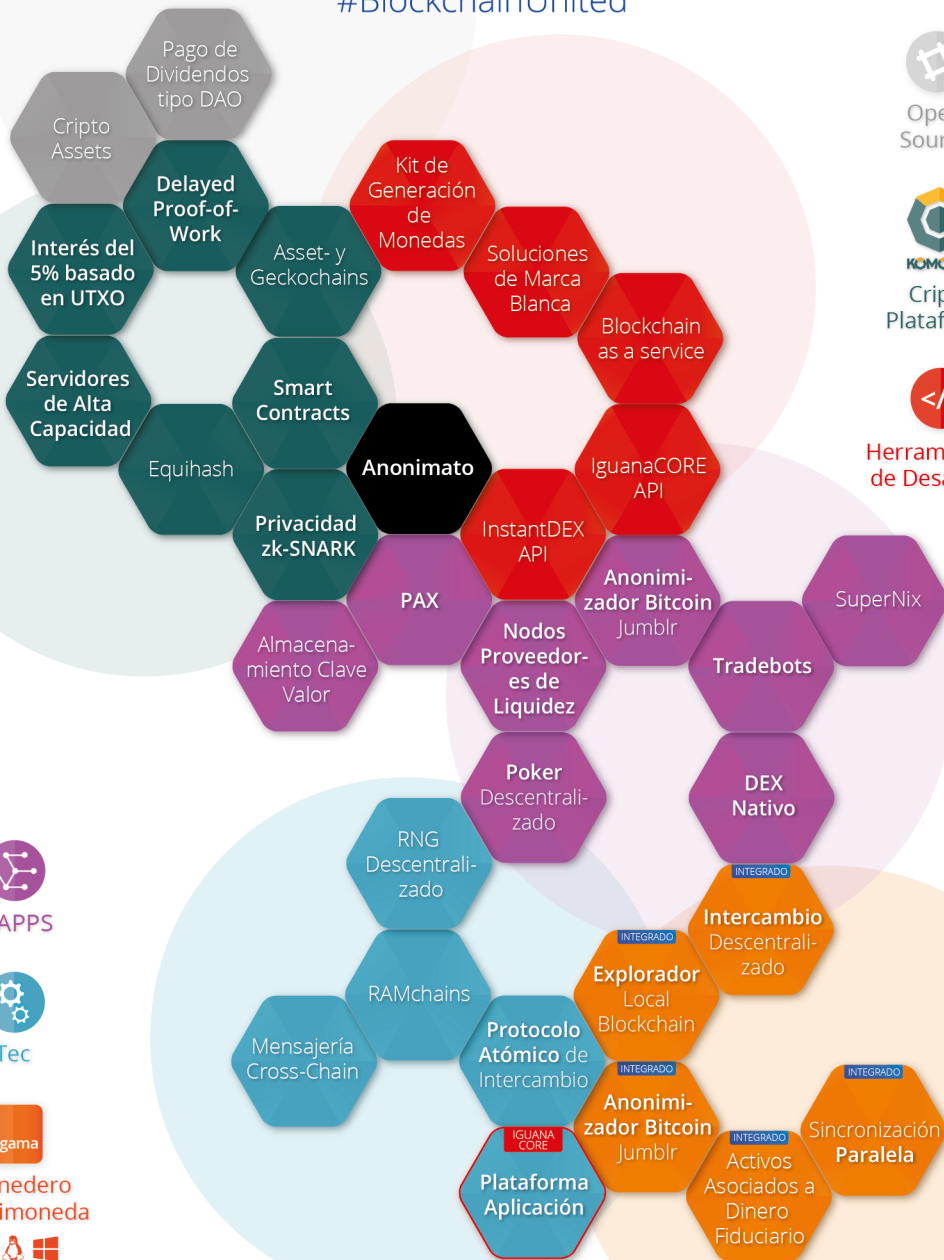 #BlockchainUnited
Pago de
Dividendos
tipo DAO
Cripto
Assets
Delayed
Proof-of-
Work
Interés del
5% basado
en UTXO
Asset- y
Geckochains
Kit de
Generación
de
Monedas
Soluciones
de Marca
Blanca
Blockchain
as a service
Servidores
de Alta
Capacidad
Smart
Contracts
Equihash
Anonimato
IguanaCORE
API
Privacidad
zk-SNARK
InstantDEX
API
PAX
Anonimi-
zador Bitcoin
Jumblr
SuperNix
Almacena-
miento Clave
Valor
Nodos
Proveedor-
es de
Liquidez
Tradebots
Poker
Descentrali-
zado
DEX
Nativo
RNG
Descentrali-
zado
INTEGRADO
Intercambio
Descentrali-
zado
INTEGRADO
Explorador
Local
Blockchain
RAMchains
Mensajería
Cross-Chain
Protocolo
Atómico de
Intercambio
INTEGRADO
Anonimi-
zador Bitcoin
Jumblr
INTEGRADO
Sincronización
Paralela
IGUANA
CORE
Plataforma
Aplicación
INTEGRADO
Activos
Asociados a
Dinero
Fiduciario
Ope
Sour
KOMO
Crip
Plataf
</
Herram
de Desa
APPS
Tec
gama
nedero
imoneda